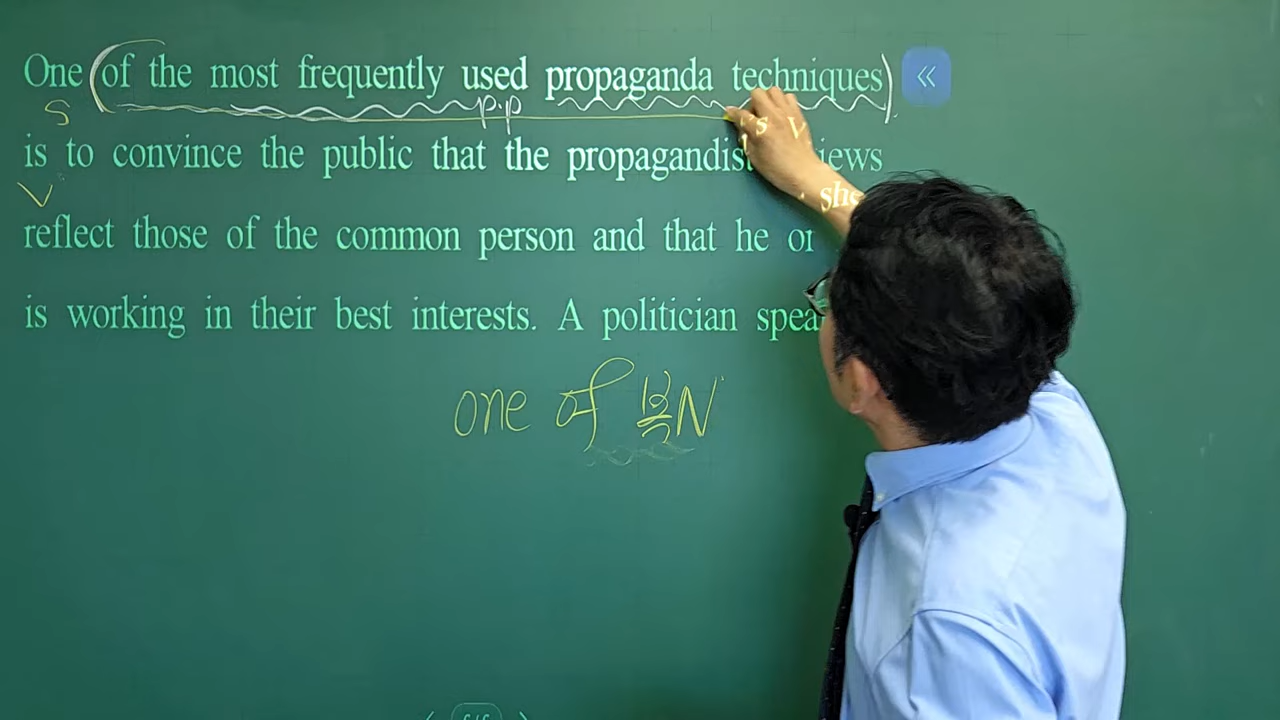 One (of the most frequently used propaganda techniques) «
S p.p
is to convince the public that the propagandist's views
V
reflect those of the common person and that he or she
is working in their best interests. A politician
one of 복N